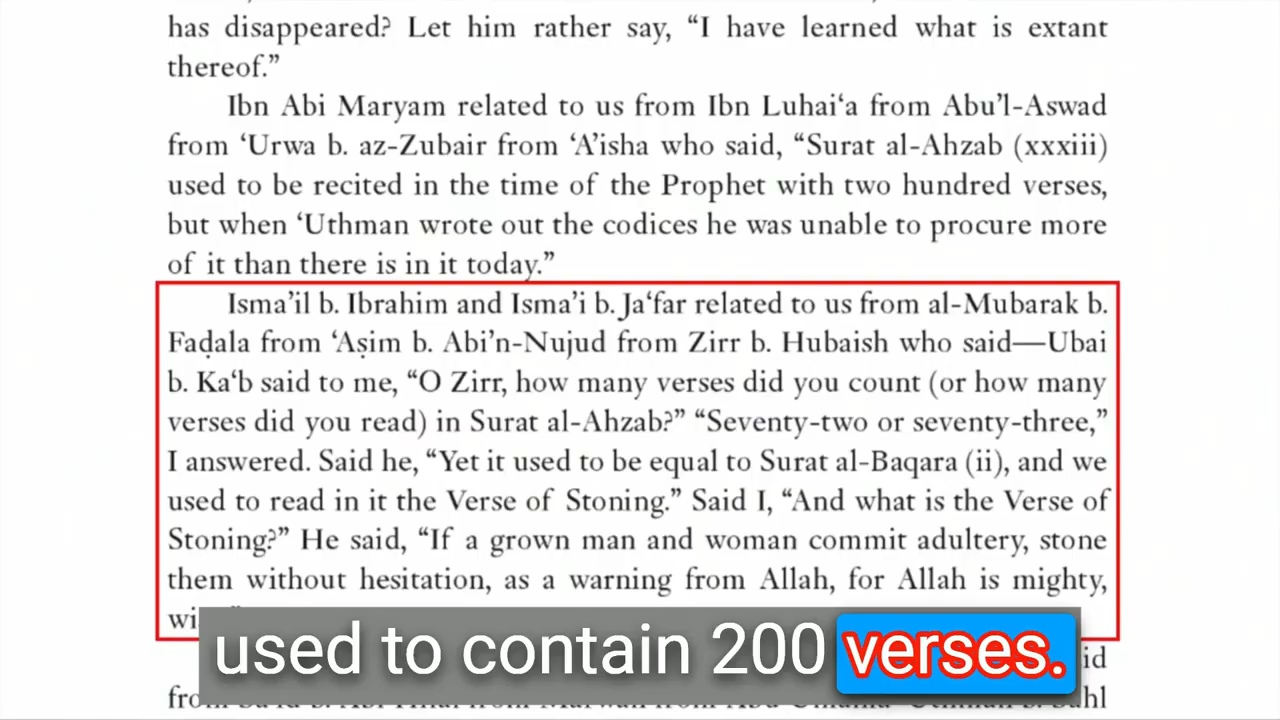 has disappeared? Let him rather say, “I have learned what is extant
thereof.”
Ibn Abi Maryam related to us from Ibn Luhai‘a from Abu’l-Aswad
from ‘Urwa b. az-Zubair from ‘A’isha who said, “Surat al-Ahzab (xxxiii)
used to be recited in the time of the Prophet with two hundred verses,
but when ‘Uthman wrote out the codices he was unable to procure more
of it than there is in it today.”
Isma’il b. Ibrahim and Isma’i b. Ja‘far related to us from al-Mubarak b.
Faḍala from ‘Aṣim b. Abi’n-Nujud from Zirr b. Hubaish who said—Ubai
b. Ka‘b said to me, “O Zirr, how many verses did you count (or how many
verses did you read) in Surat al-Ahzab?” “Seventy-two or seventy-three,”
I answered. Said he, “Yet it used to be equal to Surat al-Baqara (ii), and we
used to read in it the Verse of Stoning.” Said I, “And what is the Verse of
Stoning?” He said, “If a grown man and woman commit adultery, stone
them without hesitation, as a warning from Allah, for Allah is mighty,
used to contain 200 verses.